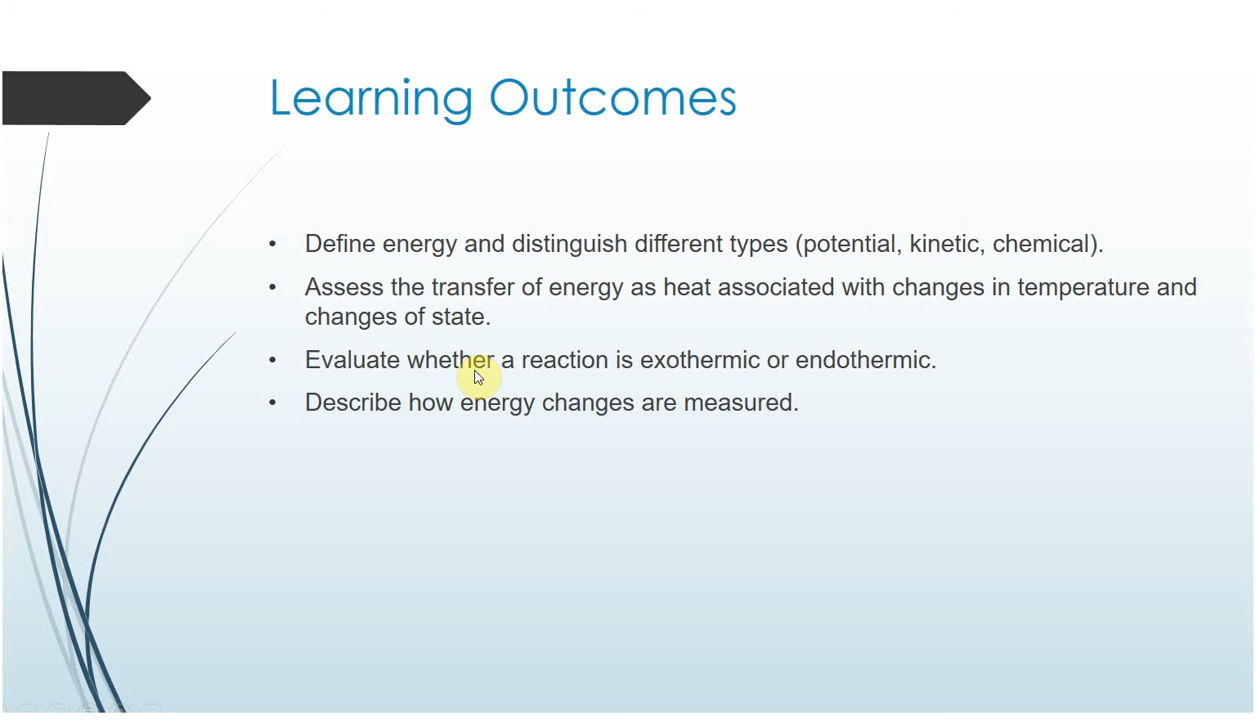 Learning Outcomes
• Define energy and distinguish different types (potential, kinetic, chemical).
• Assess the transfer of energy as heat associated with changes in temperature and
changes of state.
• Evaluate whether a reaction is exothermic or endothermic.
• Describe how energy changes are measured.